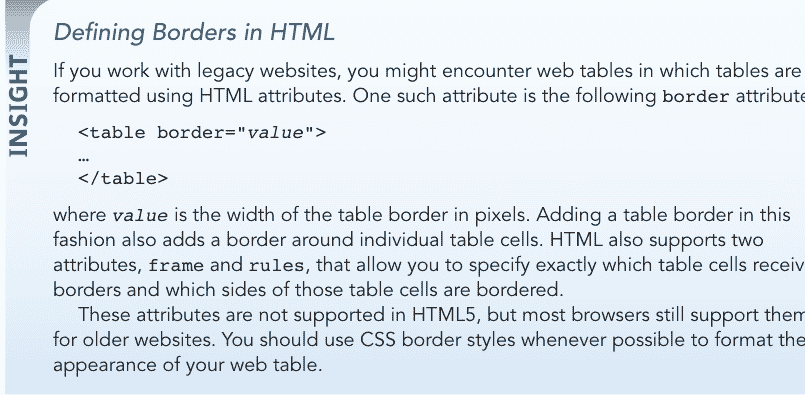 INSIGHT
Defining Borders in HTML
If you work with legacy websites, you might encounter web tables in which tables are
formatted using HTML attributes. One such attribute is the following border attribute
<table border="value">
…
</table>
where value is the width of the table border in pixels. Adding a table border in this
fashion also adds a border around individual table cells. HTML also supports two
attributes, frame and rules, that allow you to specify exactly which table cells receiv
borders and which sides of those table cells are bordered.
These attributes are not supported in HTML5, but most browsers still support them
for older websites. You should use CSS border styles whenever possible to format the
appearance of your web table.